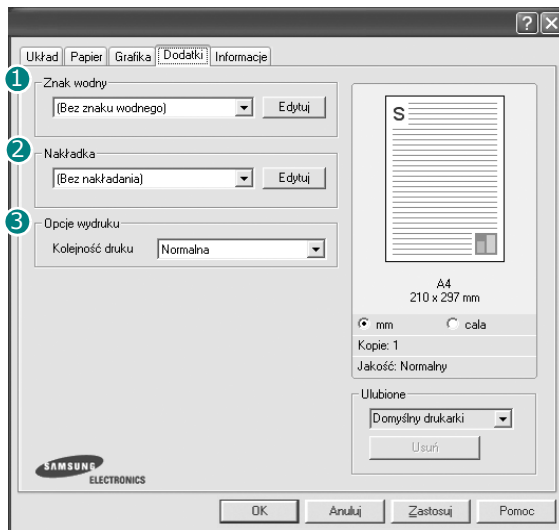 Układ Papier Grafika Dodatki Informacje
1 Znak wodny
(Bez znaku wodnego) Edytuj
2 Nakładka
(Bez nakładania) Edytuj
3 Opcje wydruku
Kolejność druku Normalna
S
A4
210 x 297 mm
mm cala
Kopie: 1
Jakość: Normalny
Ulubione
Domyślny drukarki
Usuń
SAMSUNG
ELECTRONICS
OK Anuluj Zastosuj Pomoc